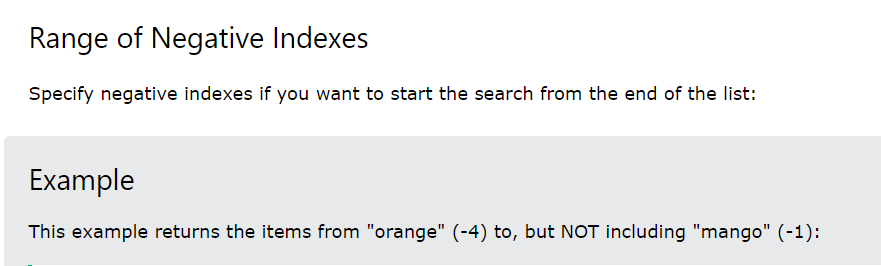 Range of Negative Indexes
Specify negative indexes if you want to start the search from the end of the list:
Example
This example returns the items from "orange" (-4) to, but NOT including "mango" (-1):